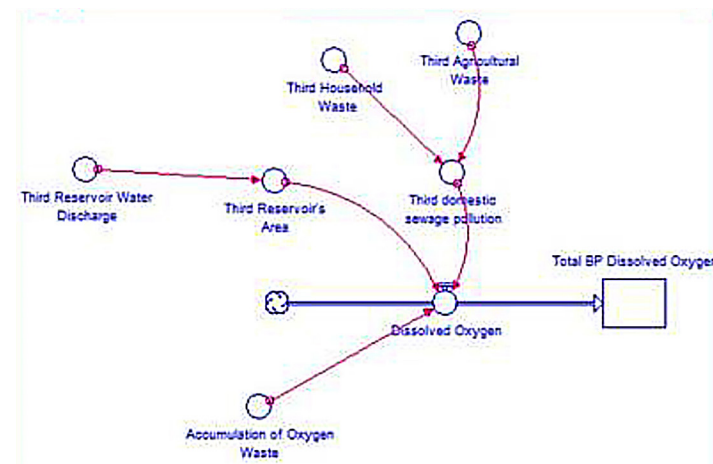 Third Agricultural
Waste
Third Household
Waste
Third Reservoir Water
Discharge
Third Reservoir's
Area
Third domestic
sewage pollution
Total BP Dissolved Oxygen
Dissolved Oxygen
Accumulation of Oxygen
Waste